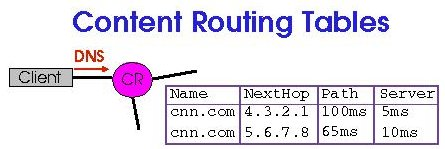 Content Routing Tables
DNS
Client
CR
Name NextHop Path Server
cnn.com 4.3.2.1 100ms 5ms
cnn.com 5.6.7.8 65ms 10ms